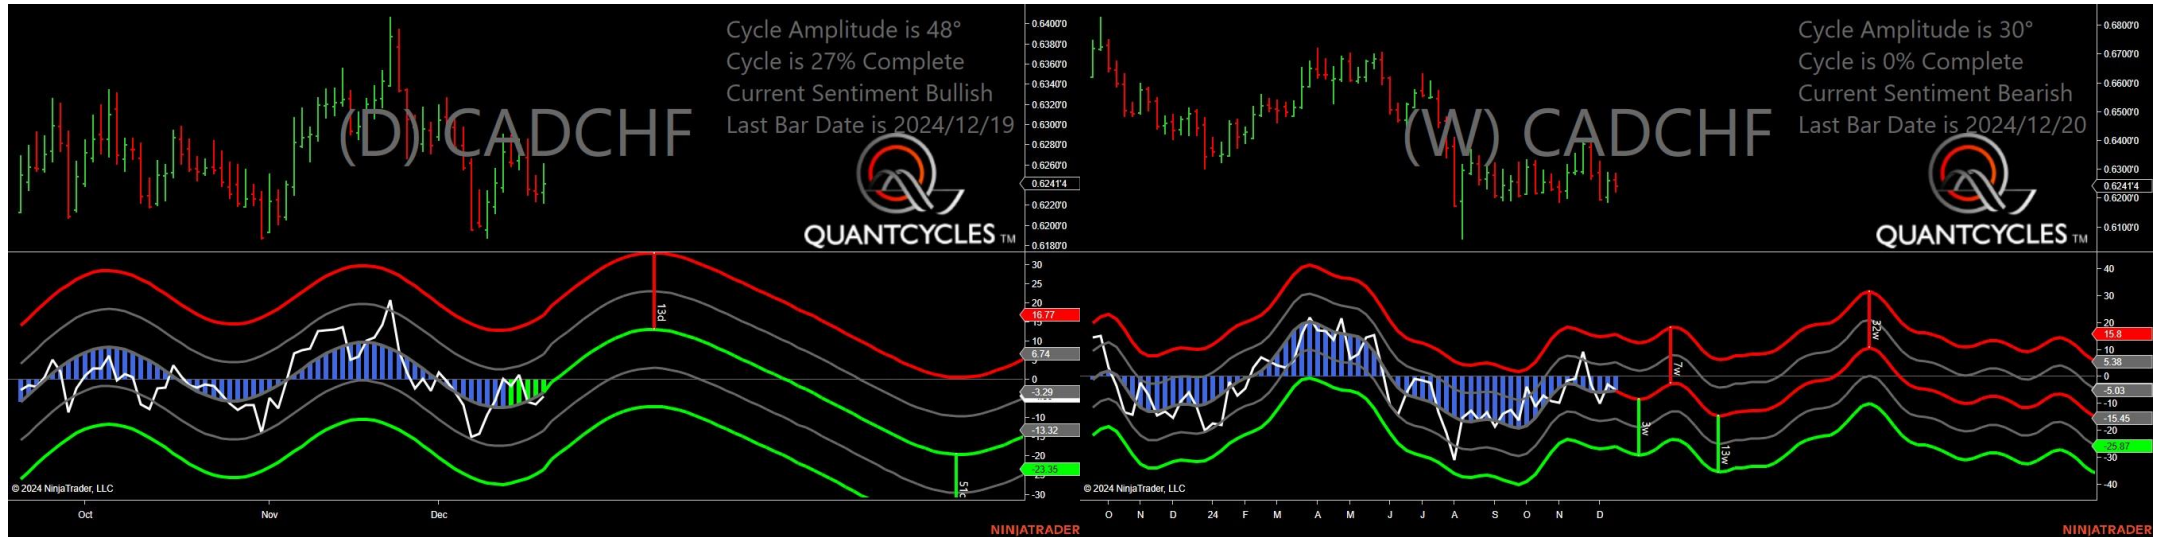 Cycle Amplitude is 48°
Cycle is 27% Complete
Current Sentiment Bullish
Last Bar Date is 2024/12/19
(D) CADCHF
QUANTCYCLES TM
0.6400'0
0.6380'0
0.6360'0
0.6340'0
0.6320'0
0.6300'0
0.6280'0
0.6260'0
0.6241'4
0.6220'0
0.6200'0
0.6180'0
30
25
20
16.77
15
10
6.74
0
-3.29
-10
-13.32
-20
-23.35
-30
13d
© 2024 NinjaTrader, LLC
Oct Nov Dec
NINJATRADER
Cycle Amplitude is 30°
Cycle is 0% Complete
Current Sentiment Bearish
Last Bar Date is 2024/12/20
(W) CADCHF
QUANTCYCLES TM
0.6800'0
0.6700'0
0.6600'0
0.6500'0
0.6400'0
0.6300'0
0.6241'4
0.6200'0
0.6100'0
40
30
20
15.8
10
5.38
0
-5.03
-10
-15.45
-20
-25.87
-30
-40
7w
32w
3w
13w
© 2024 NinjaTrader, LLC
O N D 24 F M A M J J A S O N D
NINJATRADER